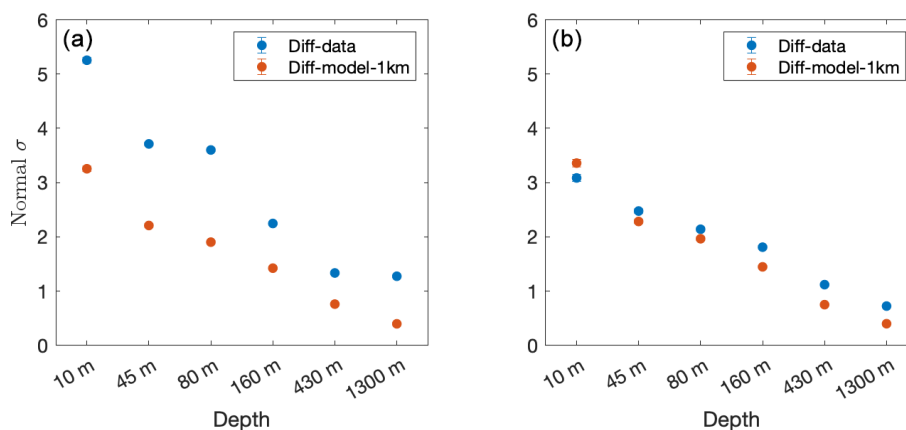 (a)
Diff-data
Diff-model-1km
6
5
4
3
2
1
0
Normal σ
10 m
45 m
80 m
160 m
430 m
1300 m
Depth
(b)
Diff-data
Diff-model-1km
6
5
4
3
2
1
0
10 m
45 m
80 m
160 m
430 m
1300 m
Depth